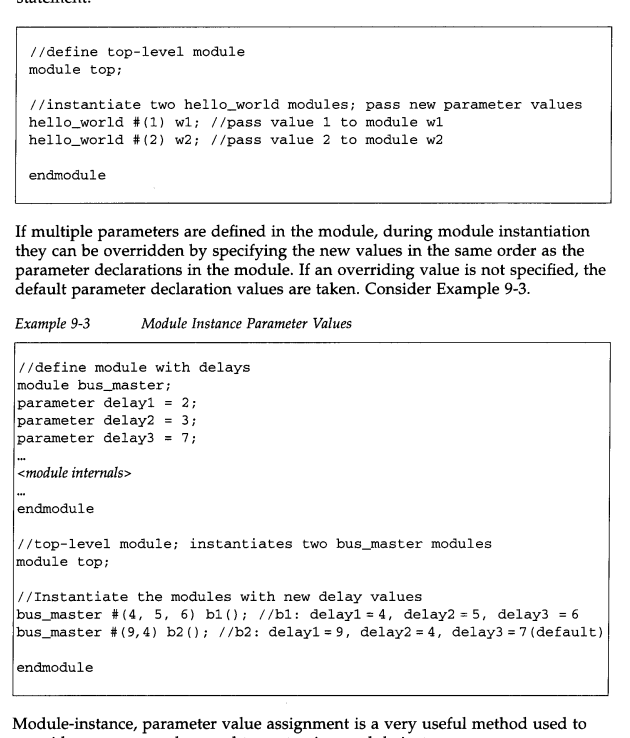 statement.
//define top-level module
module top;
//instantiate two hello_world modules; pass new parameter values
hello_world #(1) w1; //pass value 1 to module w1
hello_world #(2) w2; //pass value 2 to module w2
endmodule
If multiple parameters are defined in the module, during module instantiation
they can be overridden by specifying the new values in the same order as the
parameter declarations in the module. If an overriding value is not specified, the
default parameter declaration values are taken. Consider Example 9-3.
Example 9-3 Module Instance Parameter Values
//define module with delays
module bus_master;
parameter delay1 = 2;
parameter delay2 = 3;
parameter delay3 = 7;
…
<module internals>
…
endmodule
//top-level module; instantiates two bus_master modules
module top;
//Instantiate the modules with new delay values
bus_master #(4, 5, 6) b1(); //b1: delay1 = 4, delay2 = 5, delay3 = 6
bus_master #(9,4) b2(); //b2: delay1 = 9, delay2 = 4, delay3 = 7(default)
endmodule
Module-instance, parameter value assignment is a very useful method used to